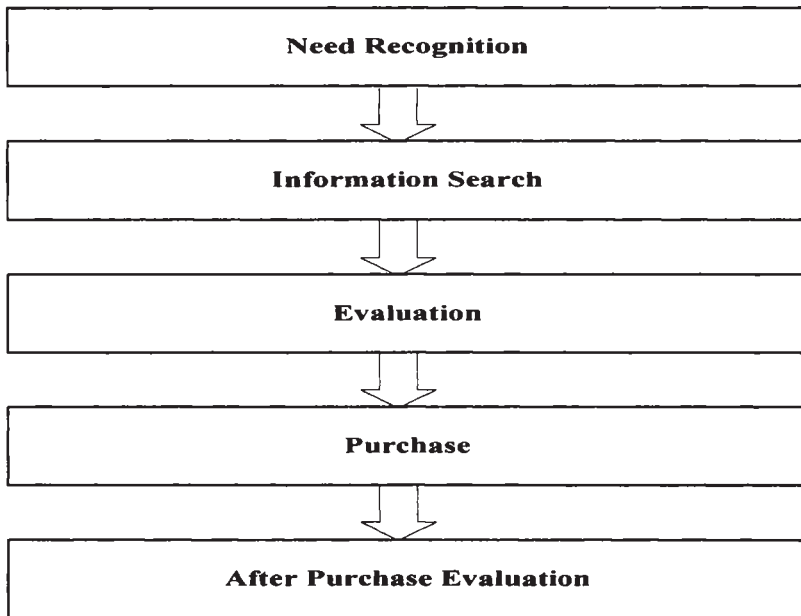 Need Recognition
Information Search
Evaluation
Purchase
After Purchase Evaluation